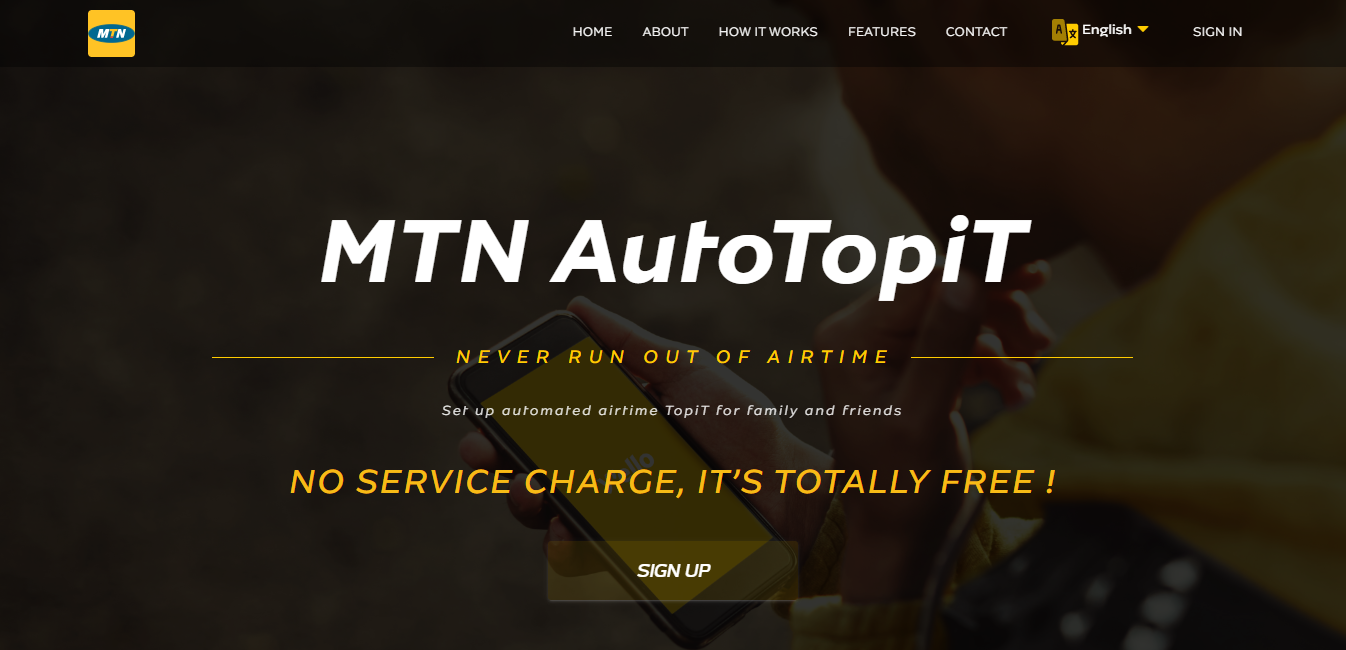 MTN
HOME ABOUT HOW IT WORKS FEATURES CONTACT A 文 English SIGN IN
MTN AutoTopiT
NEVER RUN OUT OF AIRTIME
Set up automated airtime TopiT for family and friends
NO SERVICE CHARGE, IT’S TOTALLY FREE !
SIGN UP